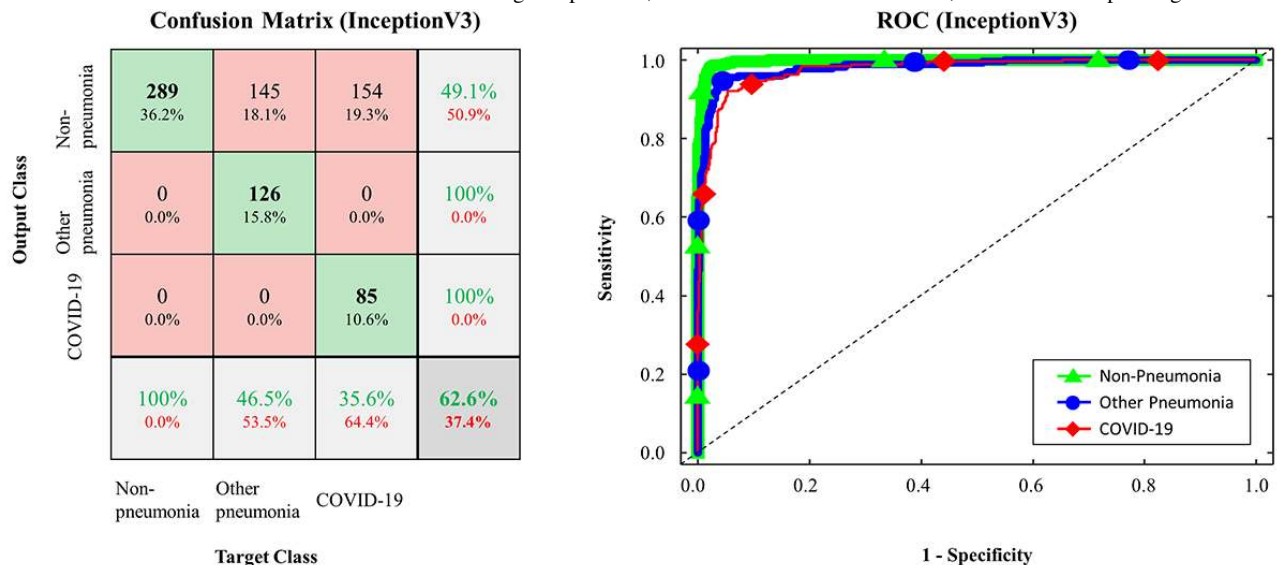 Confusion Matrix (InceptionV3)
Output Class
Non-
pneumonia
Other
pneumonia
COVID-19
289 145 154 49.1%
36.2% 18.1% 19.3% 50.9%
0 126 0 100%
0.0% 15.8% 0.0% 0.0%
0 0 85 100%
0.0% 0.0% 10.6% 0.0%
100% 46.5% 35.6% 62.6%
0.0% 53.5% 64.4% 37.4%
Non-
pneumonia
Other
pneumonia
COVID-19
Target Class
ROC (InceptionV3)
Sensitivity
1.0
0.8
0.6
0.4
0.2
0.0
Non-Pneumonia
Other Pneumonia
COVID-19
0.0 0.2 0.4 0.6 0.8 1.0
1 - Specificity